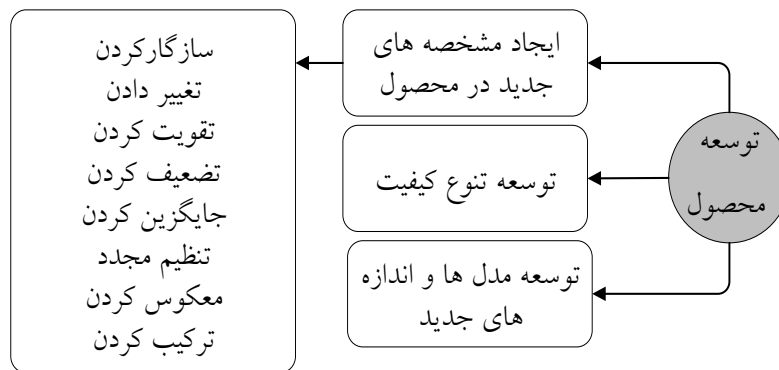 توسعه
محصول
ایجاد مشخصه های
جدید در محصول
توسعه تنوع کیفیت
توسعه مدل ها و اندازه
های جدید
سازگارکردن
تغییر دادن
تقویت کردن
تضعیف کردن
جایگزین کردن
تنظیم مجدد
معکوس کردن
ترکیب کردن